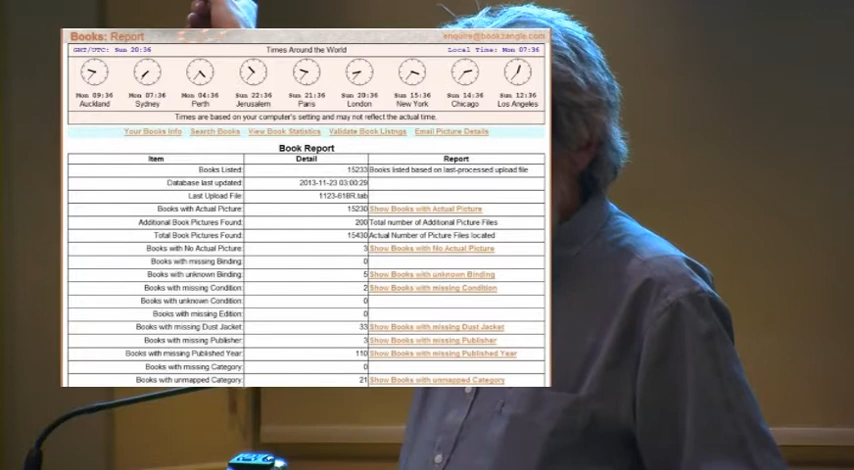 Books: Report enquire@bookzangle.com
GMT/UTC: Sun 20:36 Times Around the World Local Time: Mon 07:36
Mon 09:36 Mon 07:36 Mon 04:36 Sun 22:36 Sun 21:36 Sun 20:36 Sun 15:36 Sun 14:36 Sun 12:36
Auckland Sydney Perth Jerusalem Paris London New York Chicago Los Angeles
Times are based on your computer's setting and may not reflect the actual time.
Your Books Info Search Books View Book Statistics Validate Book Listings Email Picture Details
Book Report
Item Detail Report
Books Listed: 15233 Books listed based on last-processed upload file
Database last updated: 2013-11-23 03:00:29
Last Upload File: 1123-618R.tab
Books with Actual Picture: 15230 Show Books with Actual Picture
Additional Book Pictures Found: 200 Total number of Additional Picture Files
Total Book Pictures Found: 15430 Actual Number of Picture Files located
Books with No Actual Picture: 3 Show Books with No Actual Picture
Books with missing Binding: 0
Books with unknown Binding: 5 Show Books with unknown Binding
Books with missing Condition: 2 Show Books with missing Condition
Books with unknown Condition: 0
Books with missing Edition: 0
Books with missing Dust Jacket: 33 Show Books with missing Dust Jacket
Books with missing Publisher: 3 Show Books with missing Publisher
Books with missing Published Year: 110 Show Books with missing Published Year
Books with missing Category: 0
Books with unmapped Category: 21 Show Books with unmapped Category